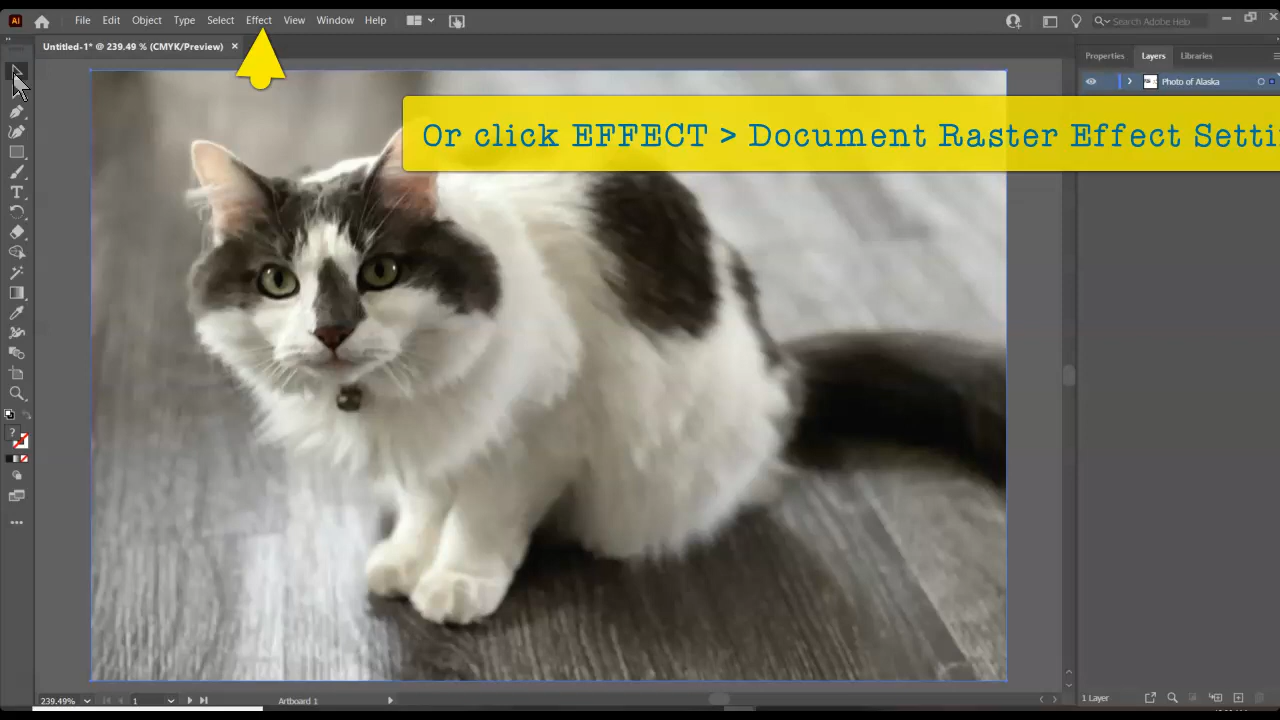 Ai
File Edit Object Type Select Effect View Window Help
Search Adobe Help
Untitled-1* @ 239.49 % (CMYK/Preview) ×
Properties Layers Libraries
Photo of Alaska
Or click EFFECT > Document Raster Effect Setti
?
239.49% 1 Artboard 1
1 Layer